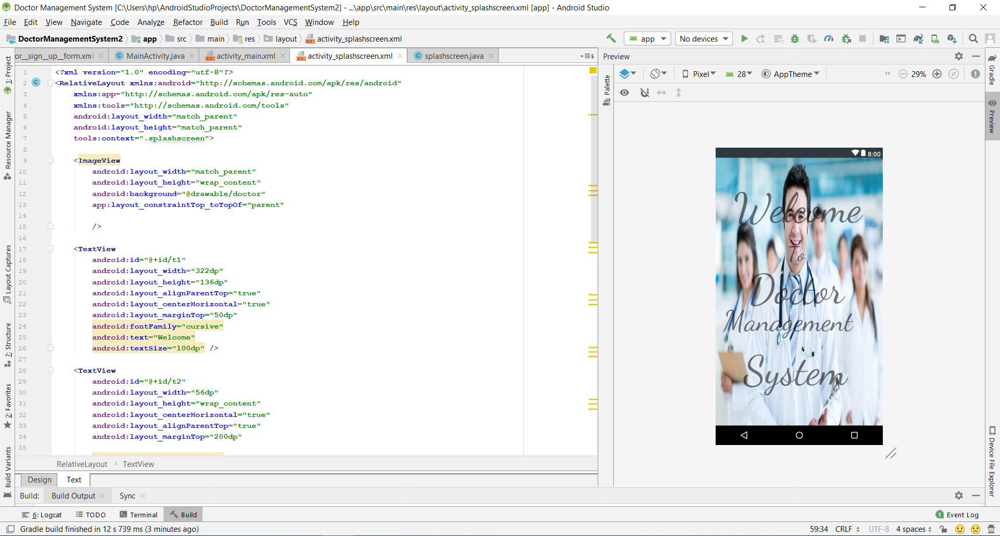 Doctor Management System [C:\Users\hp\AndroidStudioProjects\DoctorManagementSystem2] - ...\app\src\main\res\layout\activity_splashscreen.xml [app] - Android Studio
File Edit View Navigate Code Analyze Refactor Build Run Tools VCS Window Help
DoctorManagementSystem2 app src main res layout activity_splashscreen.xml app No devices
or__sign_up__form.xml MainActivity.java activity_main.xml activity_splashscreen.xml splashscreen.java 5 Preview
1: Project
Resource Manager
Layout Captures
7: Structure
2: Favorites
Build Variants
1 <?xml version="1.0" encoding="utf-8"?>
2 <RelativeLayout xmlns:android="http://schemas.android.com/apk/res/android"
3 xmlns:app="http://schemas.android.com/apk/res-auto"
4 xmlns:tools="http://schemas.android.com/tools"
5 android:layout_width="match_parent"
6 android:layout_height="match_parent"
7 tools:context=".splashscreen">
8
9 <ImageView
10 android:layout_width="match_parent"
11 android:layout_height="wrap_content"
12 android:background="@drawable/doctor"
13 app:layout_constraintTop_toTopOf="parent"
14
15 />
16
17 <TextView
18 android:id="@+id/t1"
19 android:layout_width="322dp"
20 android:layout_height="136dp"
21 android:layout_alignParentTop="true"
22 android:layout_centerHorizontal="true"
23 android:layout_marginTop="50dp"
24 android:fontFamily="cursive"
25 android:text="Welcome"
26 android:textSize="100dp" />
27
28 <TextView
29 android:id="@+id/t2"
30 android:layout_width="56dp"
31 android:layout_height="wrap_content"
32 android:layout_centerHorizontal="true"
33 android:layout_alignParentTop="true"
34 android:layout_marginTop="200dp"
35
RelativeLayout TextView
Design Text
Palette
Pixel 28 AppTheme 29%
8:00
Welcome
To
Doctor
Management
System
Gradle
Preview
Device File Explorer
Build: Build Output Sync
6: Logcat TODO Terminal Build 1 Event Log
Gradle build finished in 12 s 739 ms (3 minutes ago) 59:34 CRLF UTF-8 4 spaces